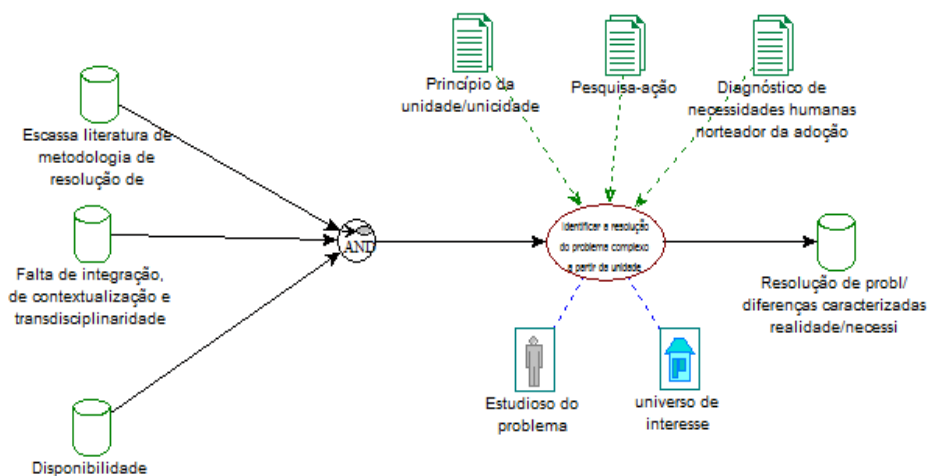 Princípio da
unidade/unicidade
Pesquisa-ação
Diagnóstico de
necessidades humanas
norteador da adoção
Escassa literatura de
metodologia de
resolução de
AND
Identificar a resolução
do problema complexo
a partir da unidade
Falta de integração,
de contextualização e
transdisciplinaridade
Resolução de probl/
diferenças caracterizadas
realidade/necessi
Estudioso do
problema
universo de
interesse
Disponibilidade